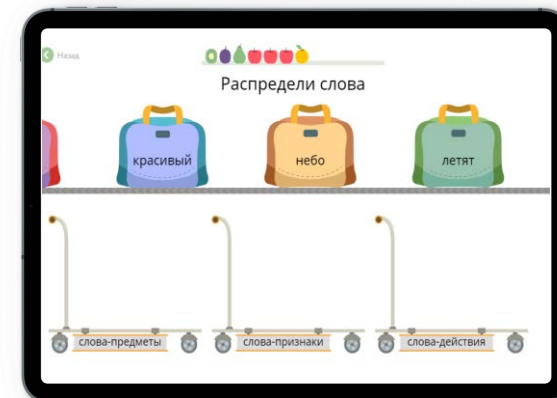 Назад
Распредели слова
красивый
небо
летят
слова-предметы
слова-признаки
слова-действия